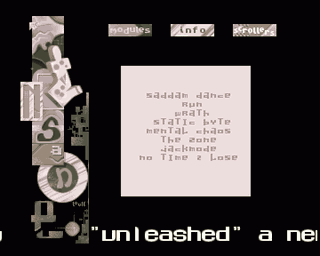 modules
info
scroller
saddam dance
Run
wrath
static byte
mental chaos
The zone
jackmode
no Time 2 Lose
"unleashed" a ne